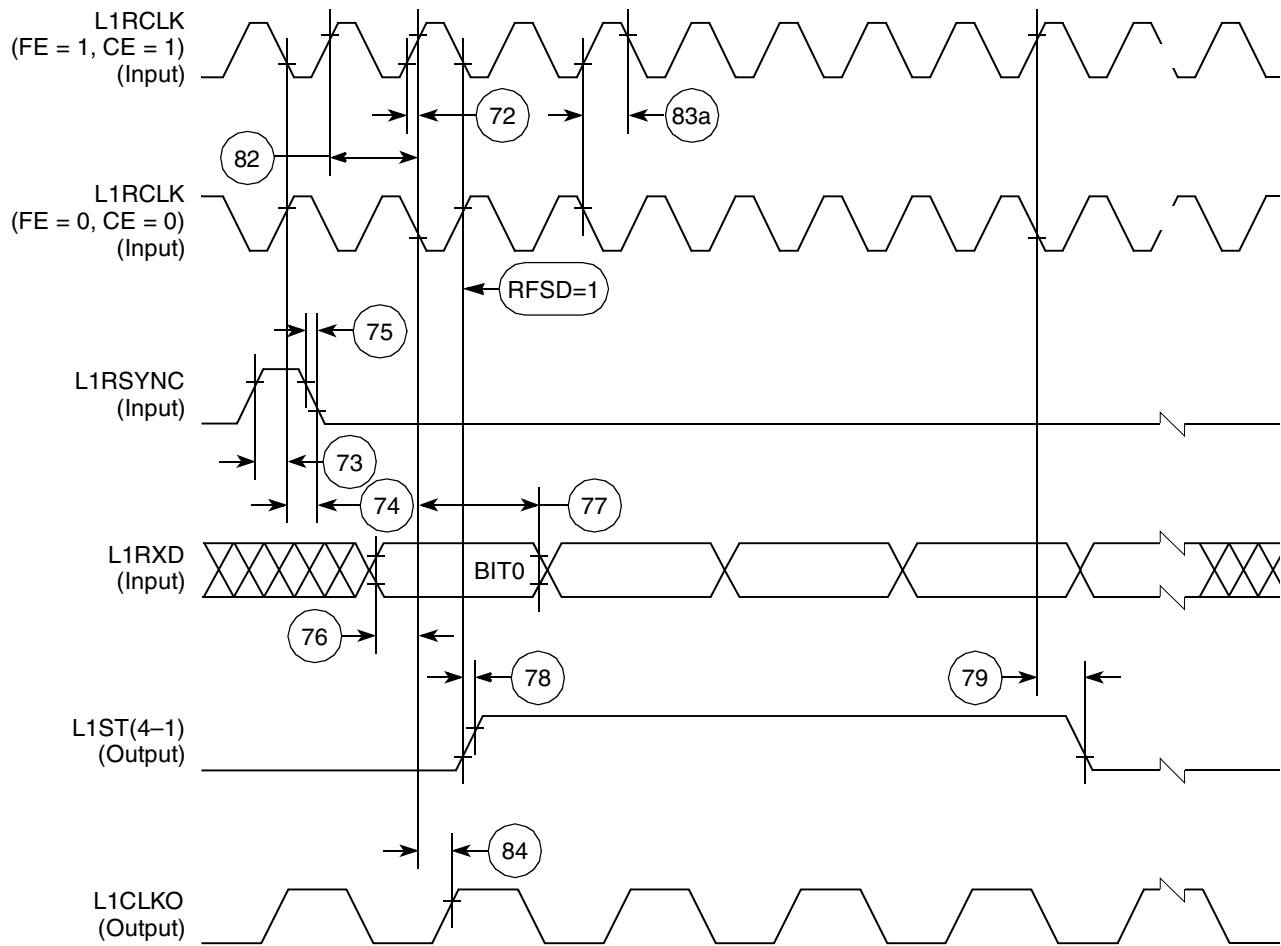 L1RCLK
(FE = 1, CE = 1)
(Input)
72
83a
82
L1RCLK
(FE = 0, CE = 0)
(Input)
RFSD=1
75
L1RSYNC
(Input)
73
74
77
L1RXD
(Input)
BIT0
76
78
79
L1ST(4–1)
(Output)
84
L1CLKO
(Output)